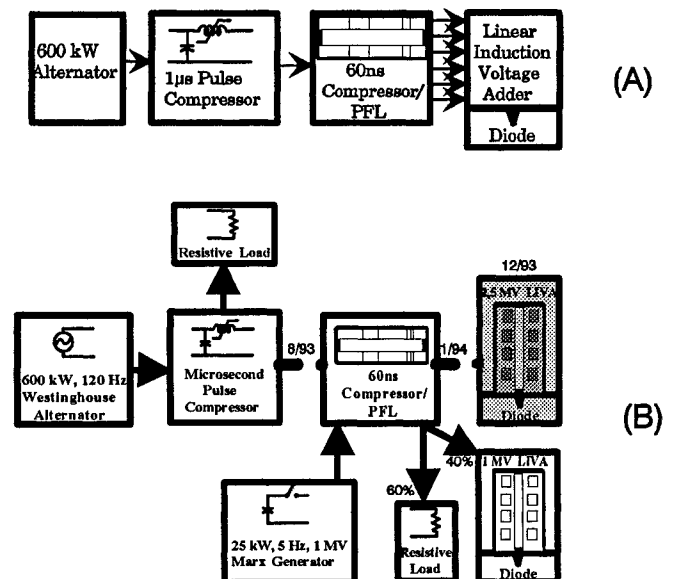 600 kW
Alternator
1μs Pulse
Compressor
60ns
Compressor/
PFL
Linear
Induction
Voltage
Adder
Diode
(A)
Resistive Load
600 kW, 120 Hz
Westinghouse
Alternator
Microsecond
Pulse
Compressor
8/93
60ns
Compressor/
PFL
1/94
12/93
2.5 MV LIVA
Diode
(B)
25 kW, 5 Hz, 1 MV
Marx Generator
60%
Resistive
Load
40%
1 MV LIVA
Diode